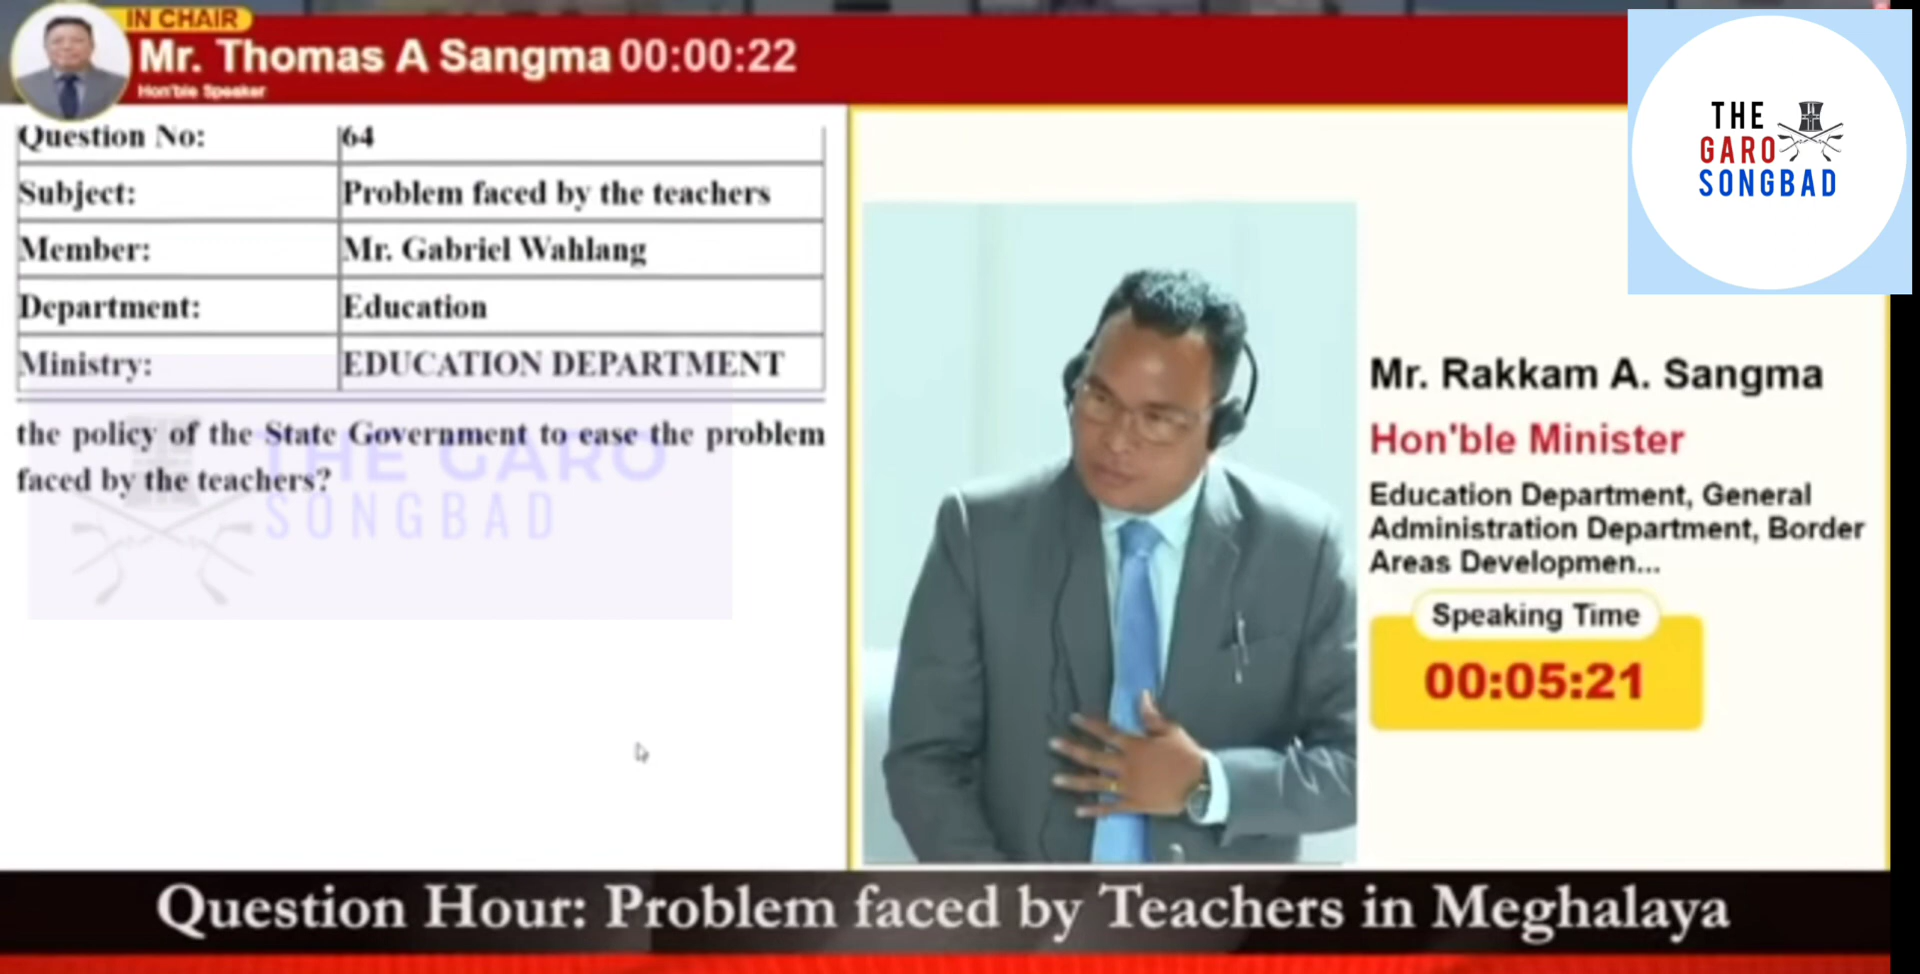 IN CHAIR
Mr. Thomas A Sangma 00:00:22
Hon'ble Speaker
THE
GARO
SONGBAD
Question No: 64
Subject: Problem faced by the teachers
Member: Mr. Gabriel Wahlang
Department: Education
Ministry: EDUCATION DEPARTMENT
the policy of the State Government to ease the problem
faced by the teachers?
THE GARO
SONGBAD
Mr. Rakkam A. Sangma
Hon'ble Minister
Education Department, General
Administration Department, Border
Areas Developmen...
Speaking Time
00:05:21
Question Hour: Problem faced by Teachers in Meghalaya